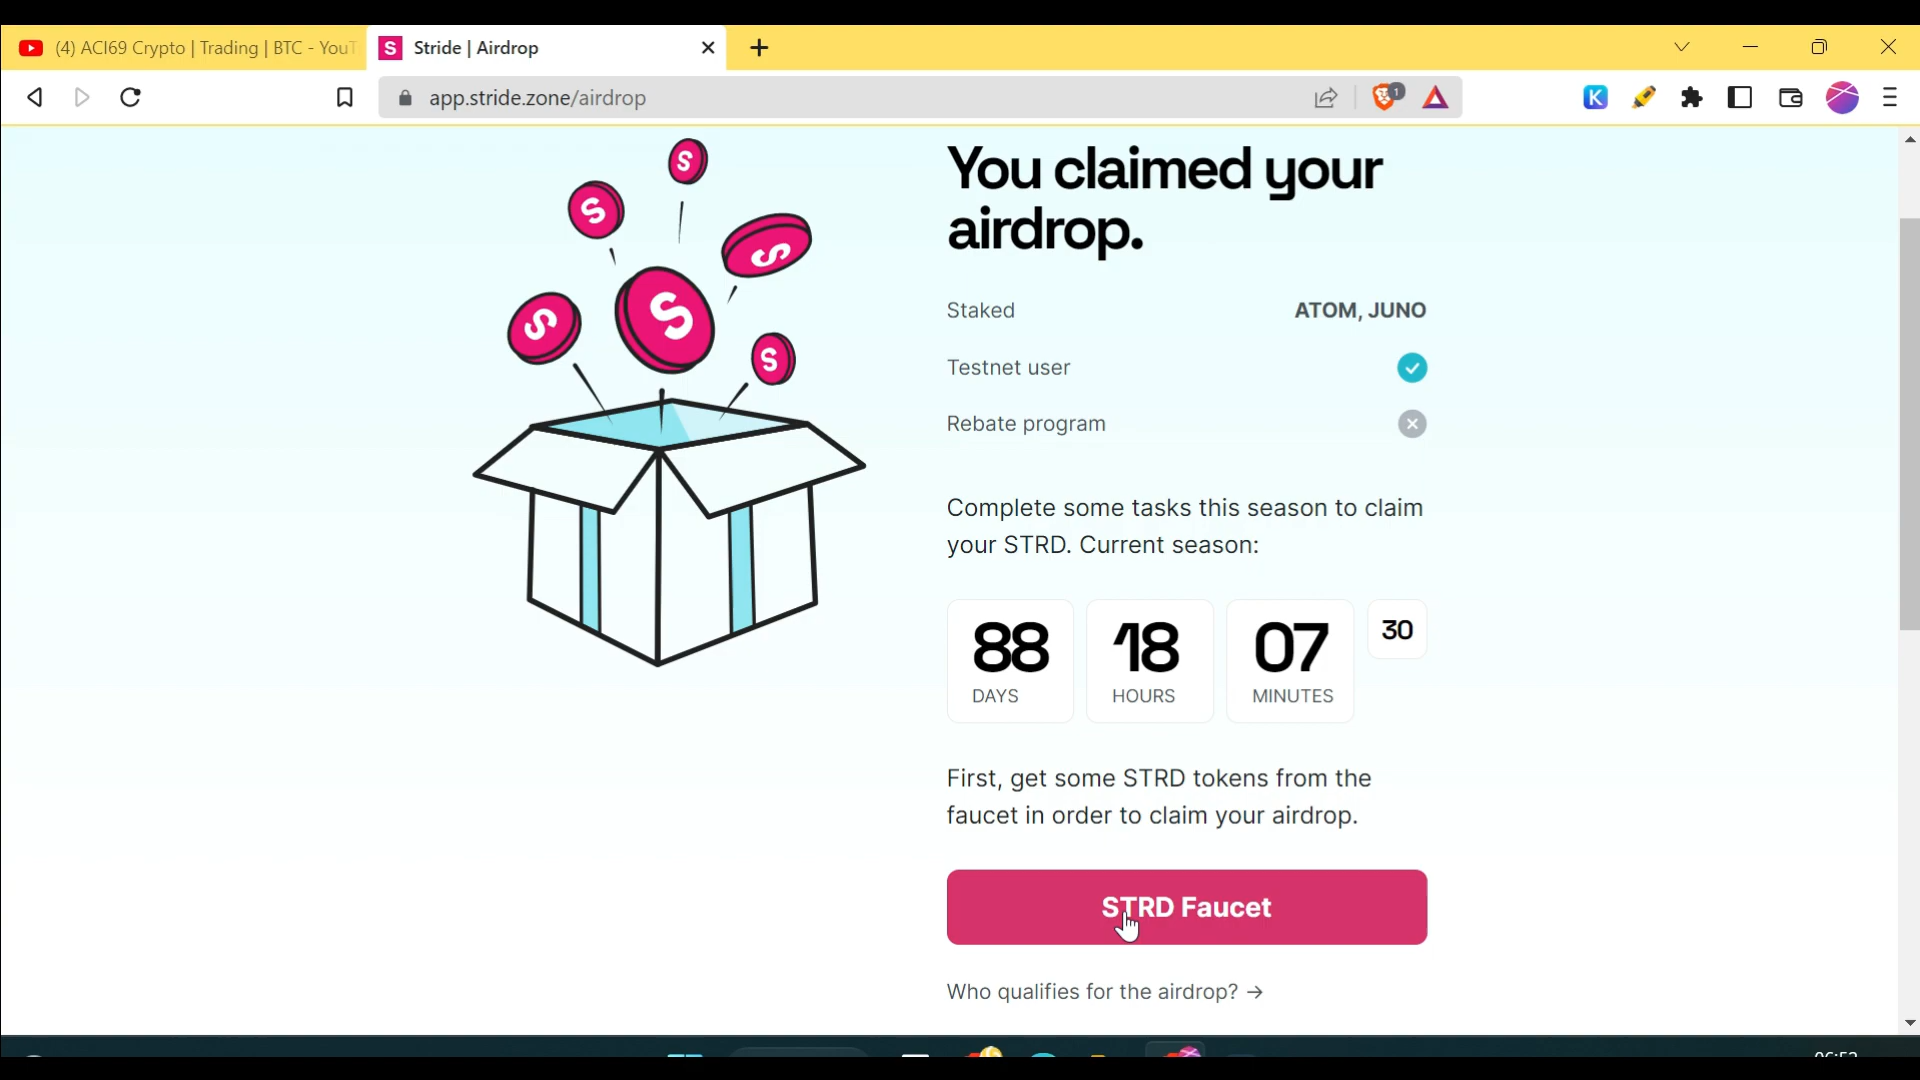 (4) ACI69 Crypto | Trading | BTC - YouT
Stride | Airdrop
app.stride.zone/airdrop
1
K
S
S
S
S
S
S
S
You claimed your
airdrop.
Staked ATOM, JUNO
Testnet user
Rebate program
Complete some tasks this season to claim
your STRD. Current season:
88 18 07 30
DAYS HOURS MINUTES
First, get some STRD tokens from the
faucet in order to claim your airdrop.
STRD Faucet
Who qualifies for the airdrop? →